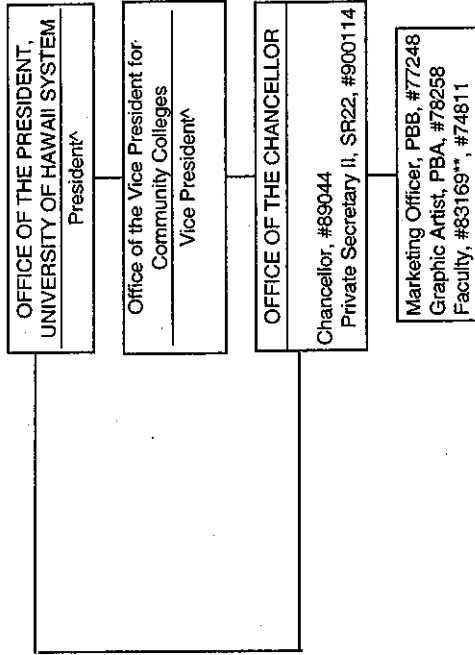 OFFICE OF THE PRESIDENT,
UNIVERSITY OF HAWAII SYSTEM
President^
Office of the Vice President for
Community Colleges
Vice President^
OFFICE OF THE CHANCELLOR
Chancellor, #89044
Private Secretary II, SR22, #900114
Marketing Officer, PBB, #77248
Graphic Artist, PBA, #78258
Faculty, #83169**, #74811